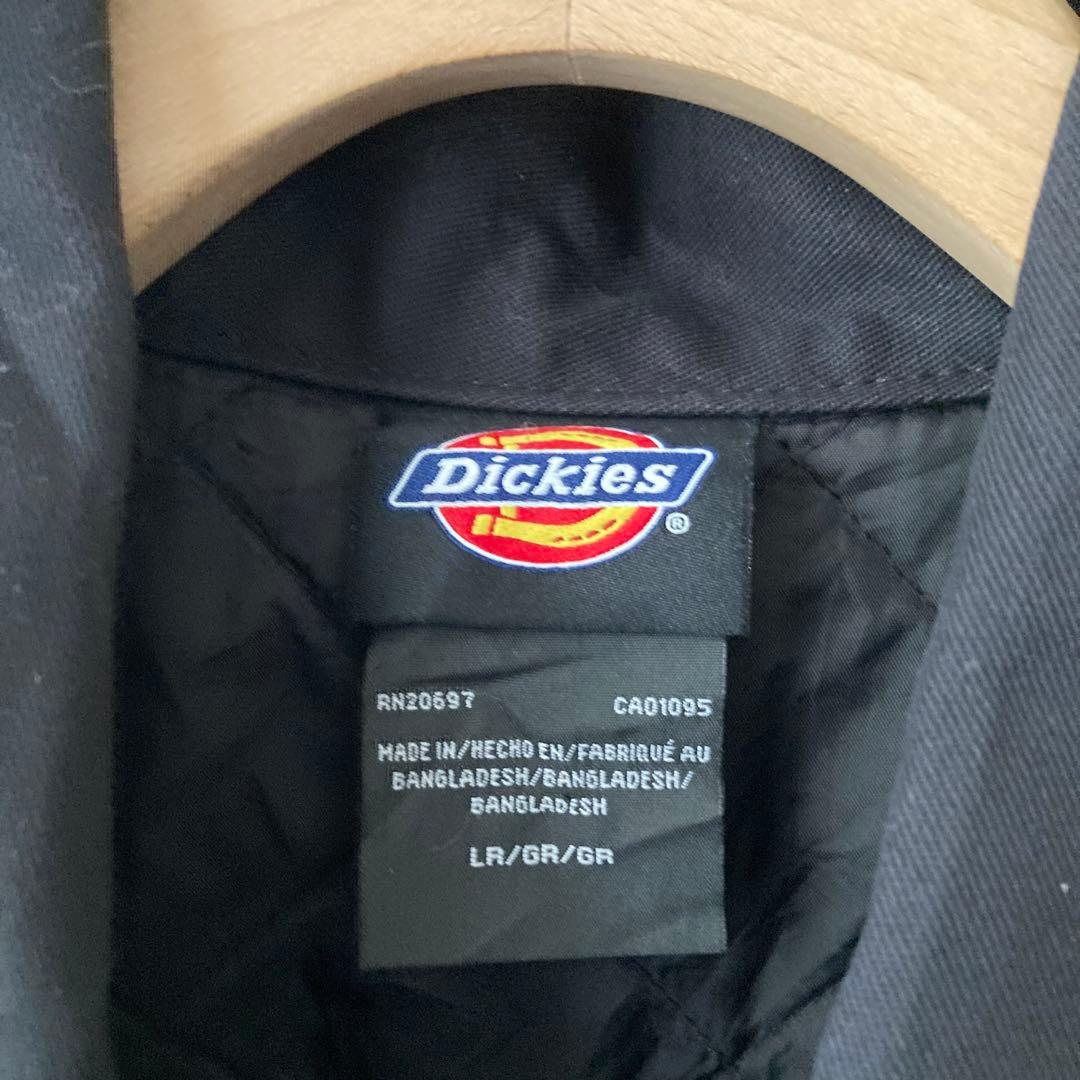 Dickies
®
RN20697 CA01095
MADE IN/HECHO EN/FABRIQUÉ AU
BANGLADESH/BANGLADESH/
BANGLADESH
LR/GR/GR